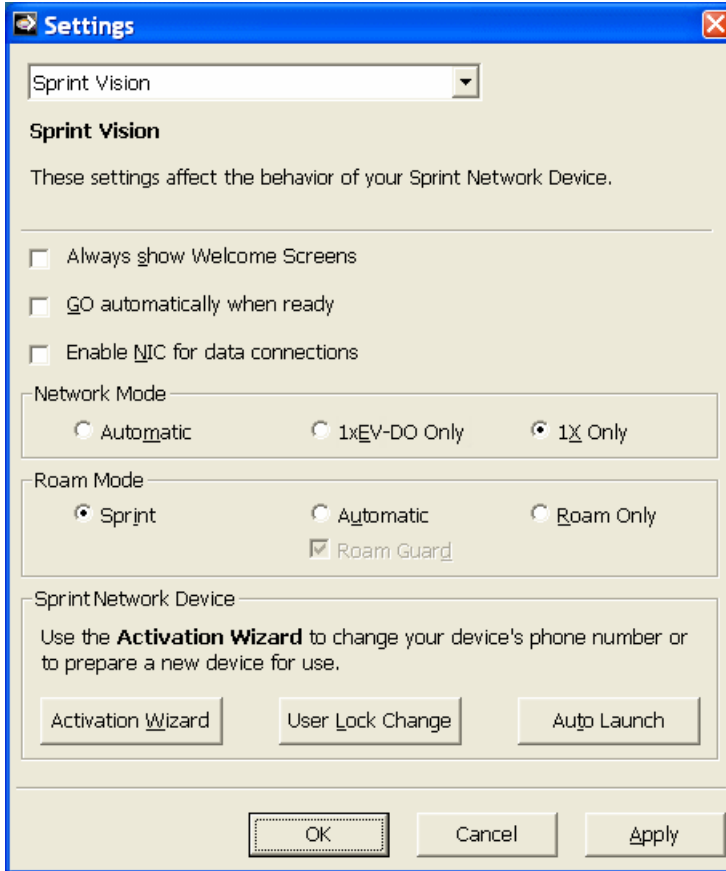 Settings
Sprint Vision
Sprint Vision
These settings affect the behavior of your Sprint Network Device.
Always show Welcome Screens
GO automatically when ready
Enable NIC for data connections
Network Mode
Automatic 1xEV-DO Only 1X Only
Roam Mode
Sprint Automatic Roam Only
Roam Guard
Sprint Network Device
Use the Activation Wizard to change your device's phone number or
to prepare a new device for use.
Activation Wizard User Lock Change Auto Launch
OK Cancel Apply